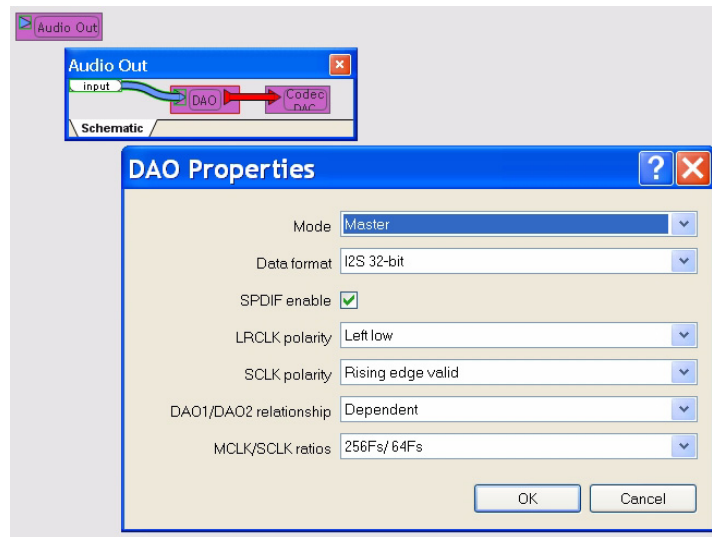 Audio Out
Audio Out
input
DAO
Codec
DAC
Schematic
DAO Properties
Mode Master
Data format I2S 32-bit
SPDIF enable
LRCLK polarity Left low
SCLK polarity Rising edge valid
DAO1/DAO2 relationship Dependent
MCLK/SCLK ratios 256Fs/ 64Fs
OK Cancel